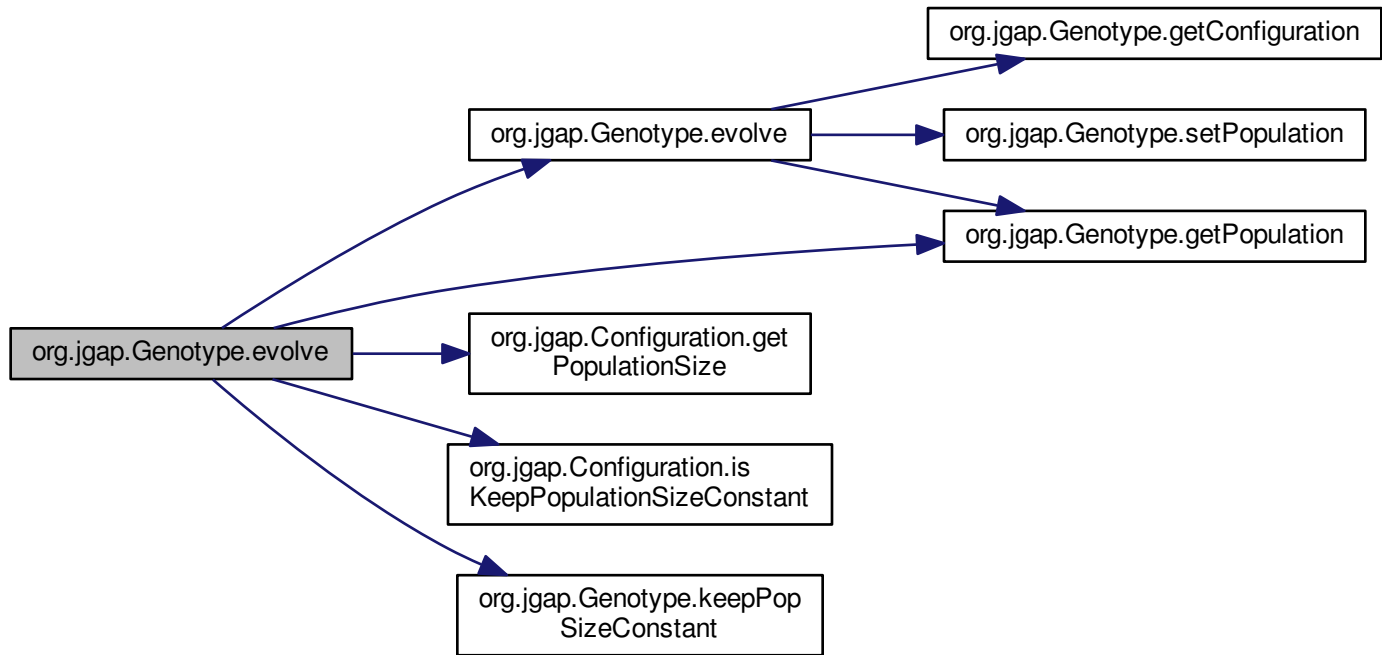 org.jgap.Genotype.getConfiguration
org.jgap.Genotype.evolve
org.jgap.Genotype.setPopulation
org.jgap.Genotype.getPopulation
org.jgap.Genotype.evolve
org.jgap.Configuration.get
PopulationSize
org.jgap.Configuration.is
KeepPopulationSizeConstant
org.jgap.Genotype.keepPop
SizeConstant